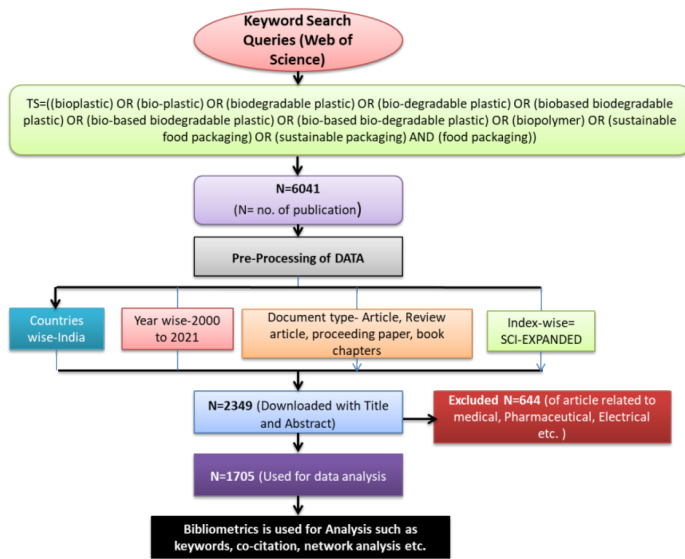 Keyword Search
Queries (Web of
Science)
TS=((bioplastic) OR (bio-plastic) OR (biodegradable plastic) OR (bio-degradable plastic) OR (biobased biodegradable
plastic) OR (bio-based biodegradable plastic) OR (bio-based bio-degradable plastic) OR (biopolymer) OR (sustainable
food packaging) OR (sustainable packaging) AND (food packaging))
N=6041
(N= no. of publication)
Pre-Processing of DATA
Countries
wise-India
Year wise-2000
to 2021
Document type- Article, Review
article, proceeding paper, book
chapters
Index-wise=
SCI-EXPANDED
N=2349 (Downloaded with Title
and Abstract)
Excluded N=644 (of article related to
medical, Pharmaceutical, Electrical
etc. )
N=1705 (Used for data analysis
Bibliometrics is used for Analysis such as
keywords, co-citation, network analysis etc.